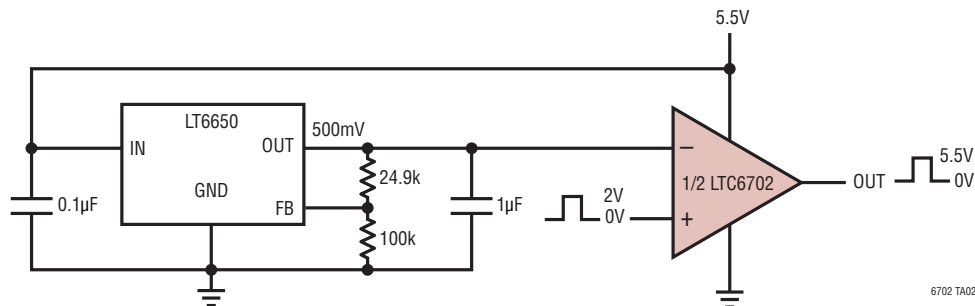 5.5V
LT6650
IN
OUT
500mV
GND
FB
24.9k
100k
0.1µF
1µF
2V
0V
−
+
1/2 LTC6702
OUT
5.5V
0V
6702 TA02